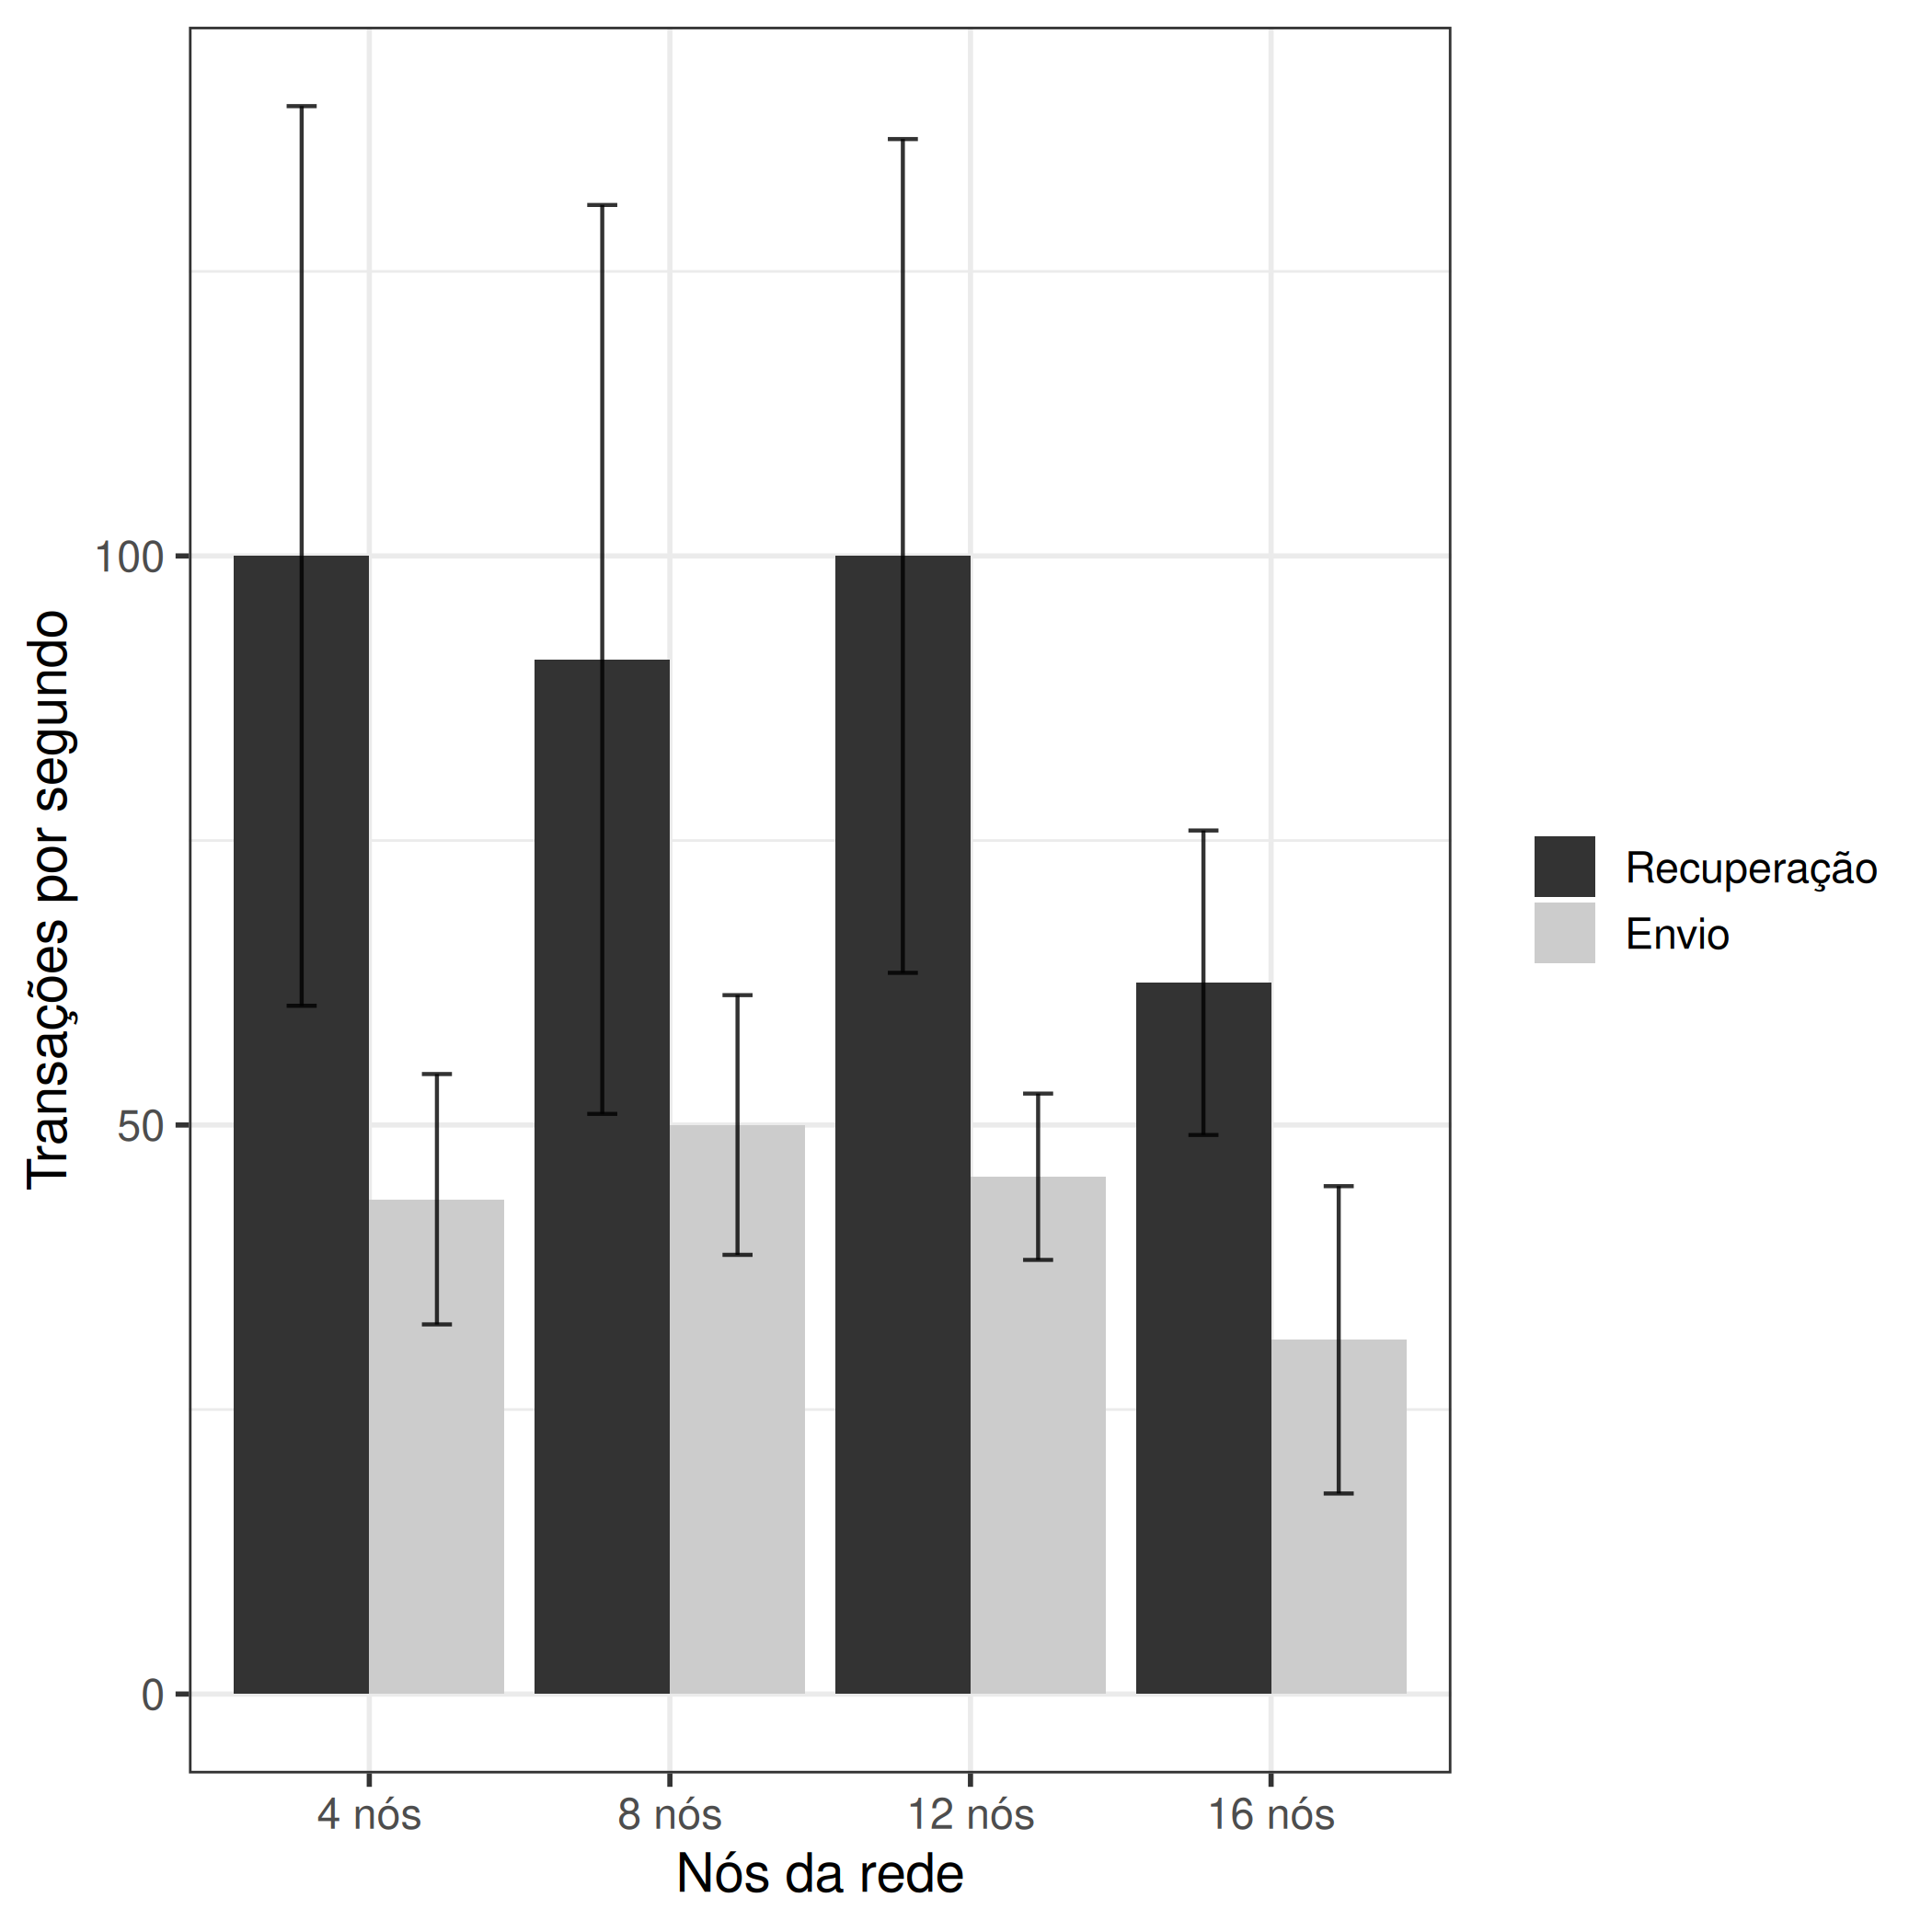 Transações por segundo
100
50
0
4 nós
8 nós
12 nós
16 nós
Nós da rede
Recuperação
Envio